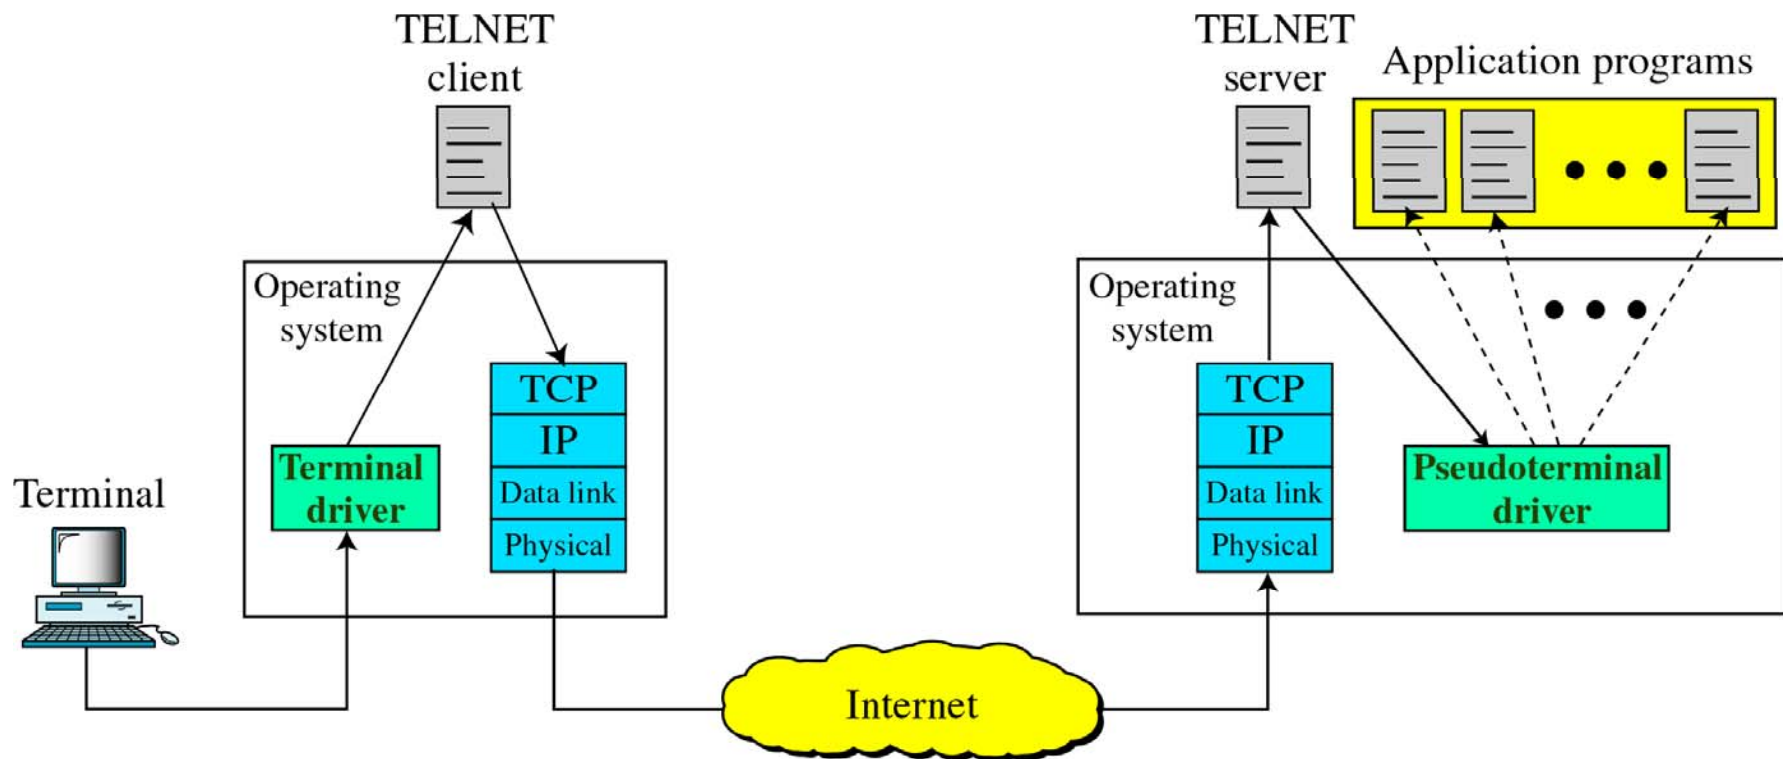 TELNET
client
TELNET
server
Application programs
Operating
system
Operating
system
TCP
IP
Data link
Physical
Terminal
driver
Terminal
TCP
IP
Data link
Physical
Pseudoterminal
driver
Internet